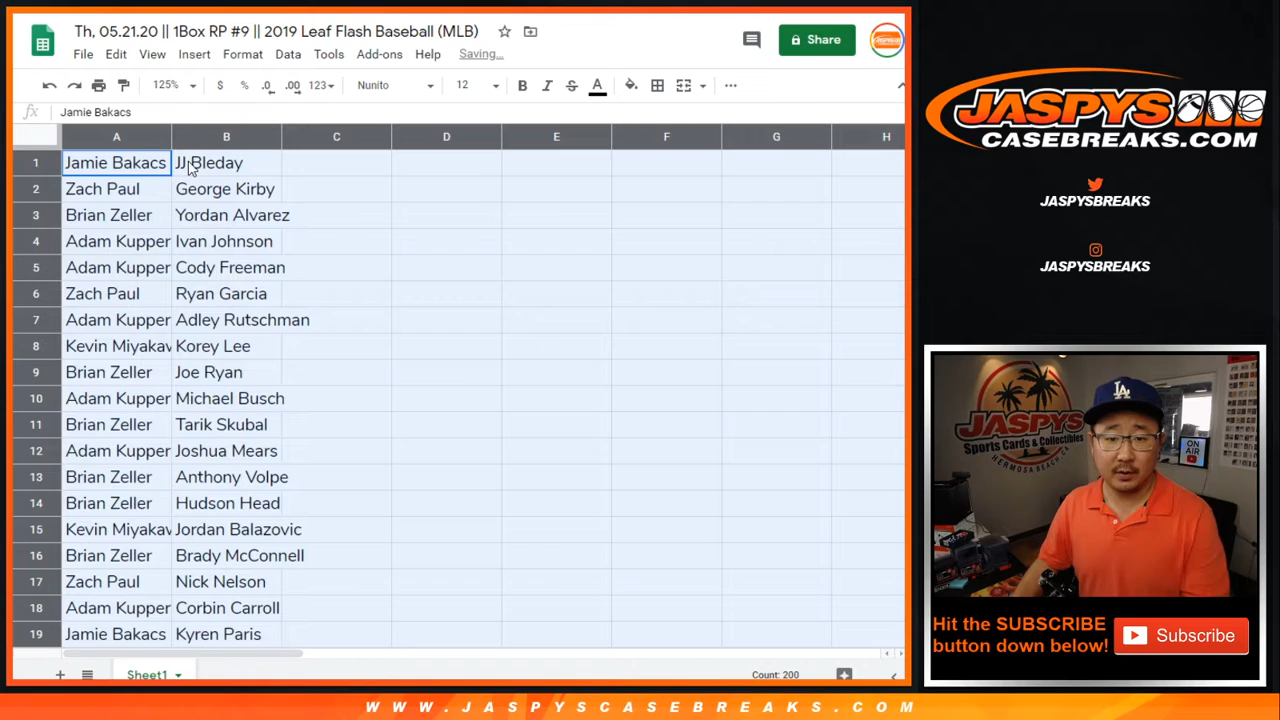 Th, 05.21.20 || 1Box RP #9 || 2019 Leaf Flash Baseball (MLB)
File Edit View Insert Format Data Tools Add-ons Help Saving...
Share
125% $ % .0 .00 123 Nunito 12 B I S A
fx Jamie Bakacs
A B C D E F G H
1 Jamie Bakacs JJ Bleday
2 Zach Paul George Kirby
3 Brian Zeller Yordan Alvarez
4 Adam Kupper Ivan Johnson
5 Adam Kupper Cody Freeman
6 Zach Paul Ryan Garcia
7 Adam Kupper Adley Rutschman
8 Kevin Miyakav Korey Lee
9 Brian Zeller Joe Ryan
10 Adam Kupper Michael Busch
11 Brian Zeller Tarik Skubal
12 Adam Kupper Joshua Mears
13 Brian Zeller Anthony Volpe
14 Brian Zeller Hudson Head
15 Kevin Miyakav Jordan Balazovic
16 Brian Zeller Brady McConnell
17 Zach Paul Nick Nelson
18 Adam Kupper Corbin Carroll
19 Jamie Bakacs Kyren Paris
Sheet1
Count: 200
JASPYS
CASEBREAKS.COM
JASPYSBREAKS
JASPYSBREAKS
JASPYS
Sports Cards & Collectibles
HERMOSA BEACH, CA
LA
ON AIR
Hit the SUBSCRIBE
button down below!
Subscribe
WWW.JASPYSCASEBREAKS.COM